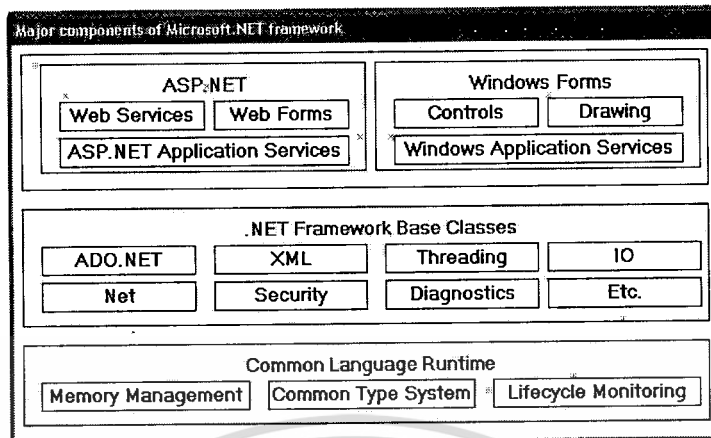 Major components of Microsoft.NET framework
ASP.NET
Windows Forms
Web Services
Web Forms
Controls
Drawing
ASP.NET Application Services
Windows Application Services
.NET Framework Base Classes
ADO.NET
XML
Threading
IO
Net
Security
Diagnostics
Etc.
Common Language Runtime
Memory Management
Common Type System
Lifecycle Monitoring